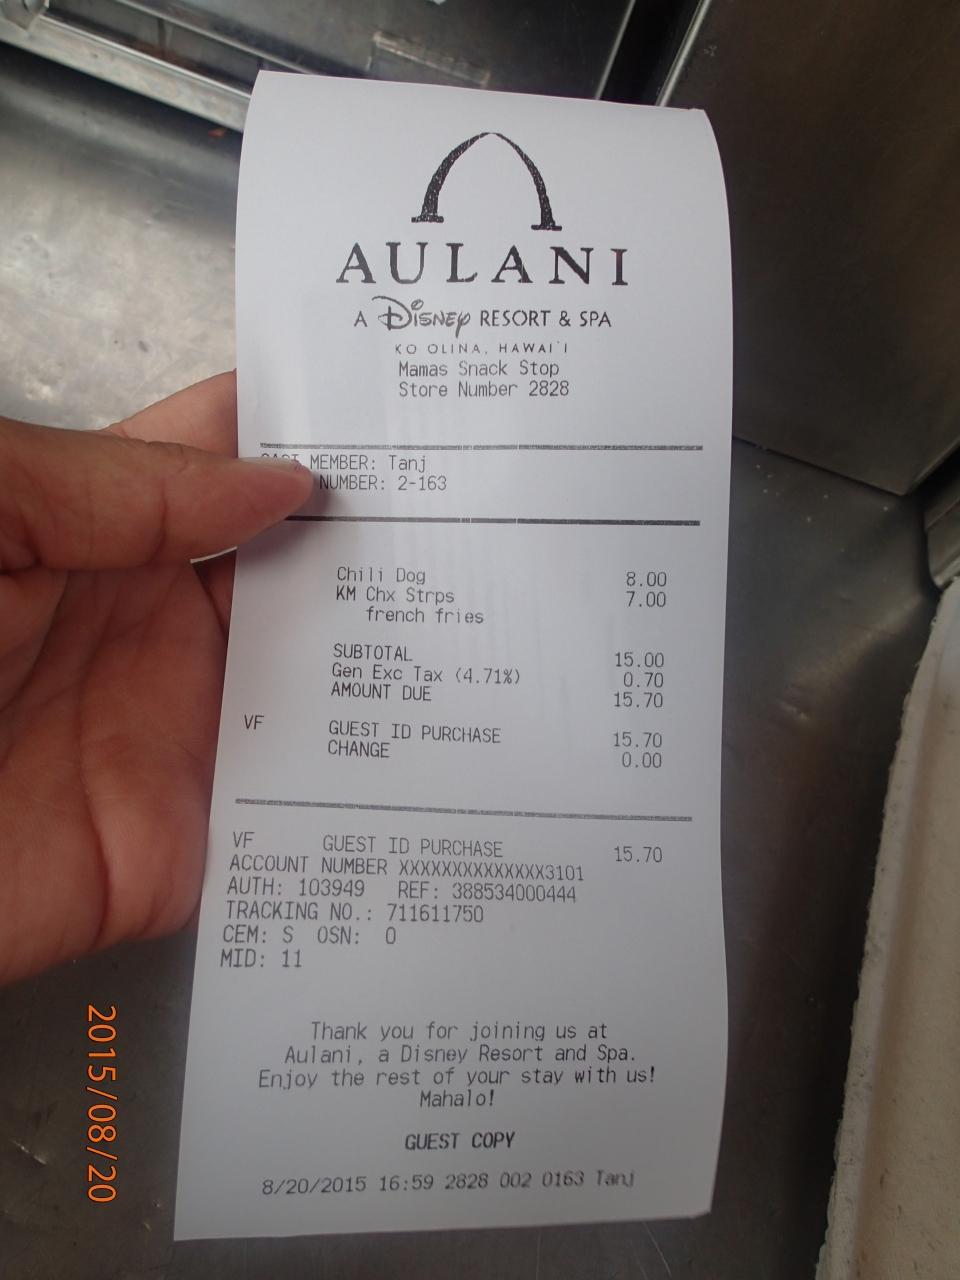 AULANI
A Disney RESORT & SPA
KO OLINA, HAWAI'I
Mamas Snack Stop
Store Number 2828
CAST MEMBER: Tanj
NUMBER: 2-163
Chili Dog 8.00
KM Chx Strps 7.00
french fries
SUBTOTAL 15.00
Gen Exc Tax (4.71%) 0.70
AMOUNT DUE 15.70
VF GUEST ID PURCHASE 15.70
CHANGE 0.00
VF GUEST ID PURCHASE 15.70
ACCOUNT NUMBER XXXXXXXXXXXXXXX3101
AUTH: 103949 REF: 388534000444
TRACKING NO.: 711611750
CEM: S OSN: 0
MID: 11
Thank you for joining us at
Aulani, a Disney Resort and Spa.
Enjoy the rest of your stay with us!
Mahalo!
GUEST COPY
8/20/2015 16:59 2828 002 0163 Tanj
2015/08/20